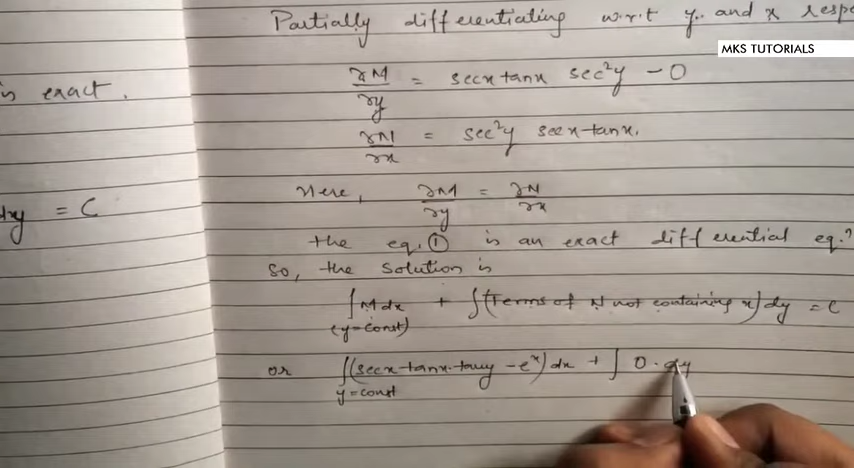 Partially differentiating w.r.t y. and x respe
MKS TUTORIALS
is exact.
∂M/∂y = secx tanx sec²y - 0
∂N/∂x = sec²y secx tanx.
Here, ∂M/∂y = ∂N/∂x
dy = C
the eq. ① is an exact differential eq.ⁿ
So, the solution is
∫Mdx + ∫(Terms of N not containing x)dy = C
(y=const)
or ∫(secx tanx.tany - eˣ)dx + ∫ 0. dy
y=const